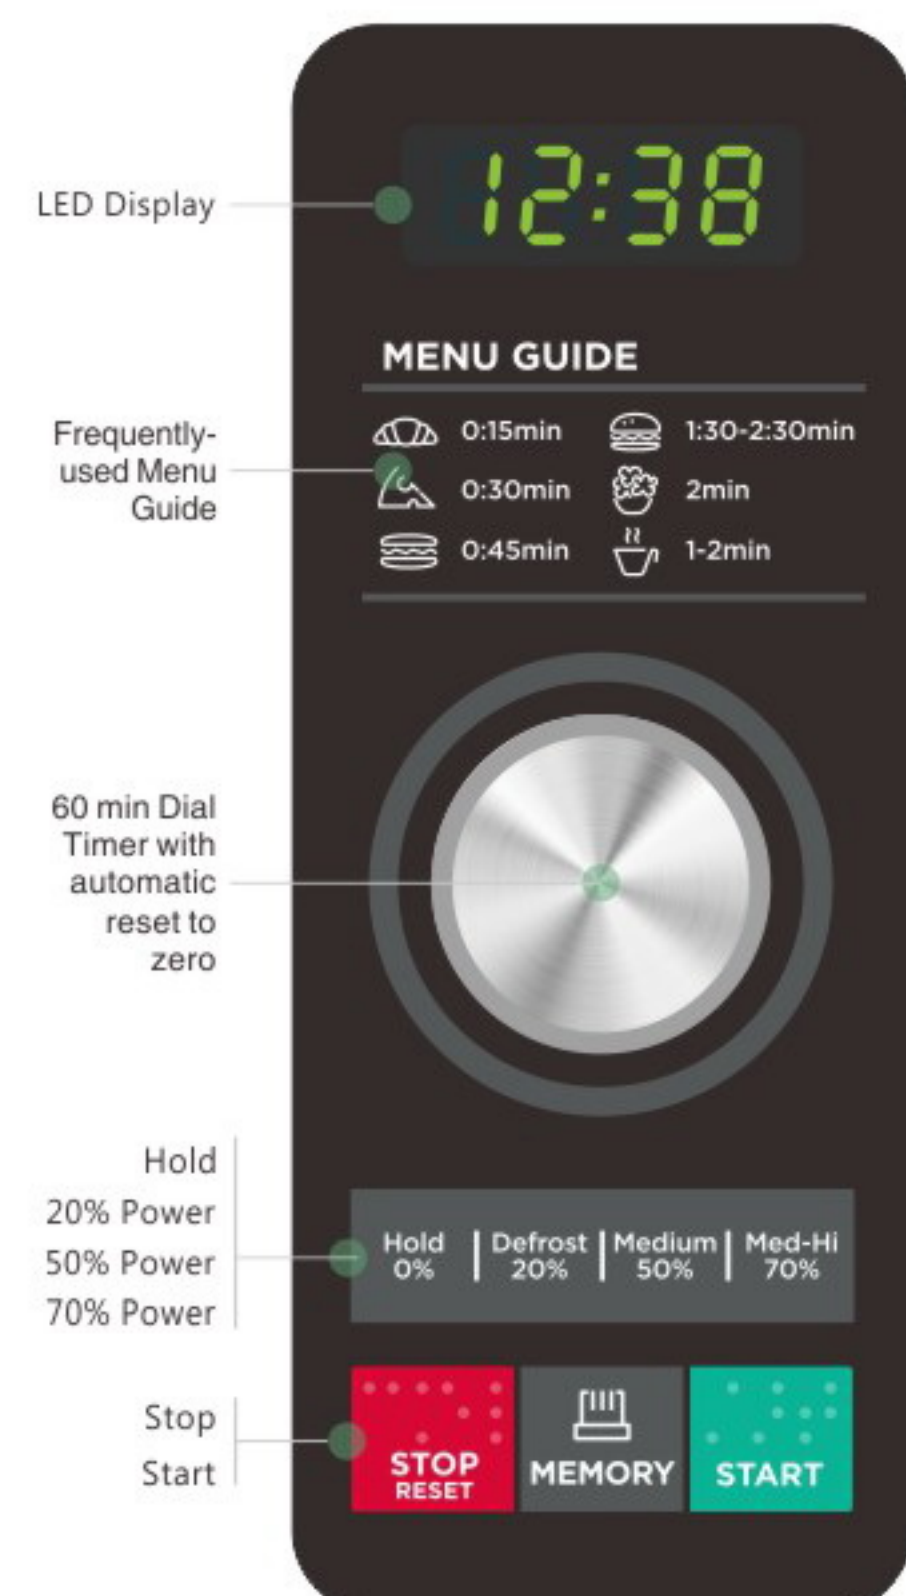 LED Display
12:38
MENU GUIDE
Frequently-
used Menu
Guide
0:15min 1:30-2:30min
0:30min 2min
0:45min 1-2min
60 min Dial
Timer with
automatic
reset to
zero
Hold
20% Power
50% Power
70% Power
Hold Defrost Medium Med-Hi
0% 20% 50% 70%
Stop
Start
STOP
RESET
MEMORY
START